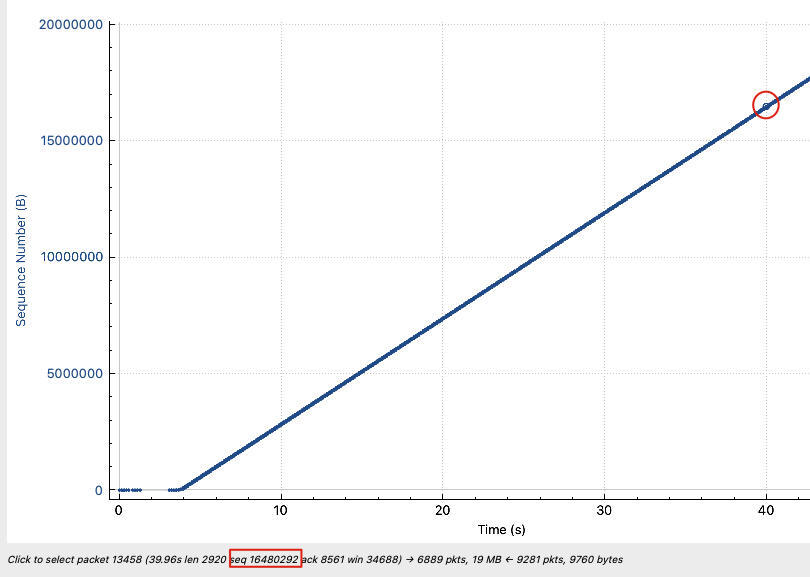 20000000
15000000
10000000
5000000
0
Sequence Number (B)
0 10 20 30 40
Time (s)
Click to select packet 13458 (39.96s len 2920 seq 16480292 ack 8561 win 34688) → 6889 pkts, 19 MB ← 9281 pkts, 9760 bytes